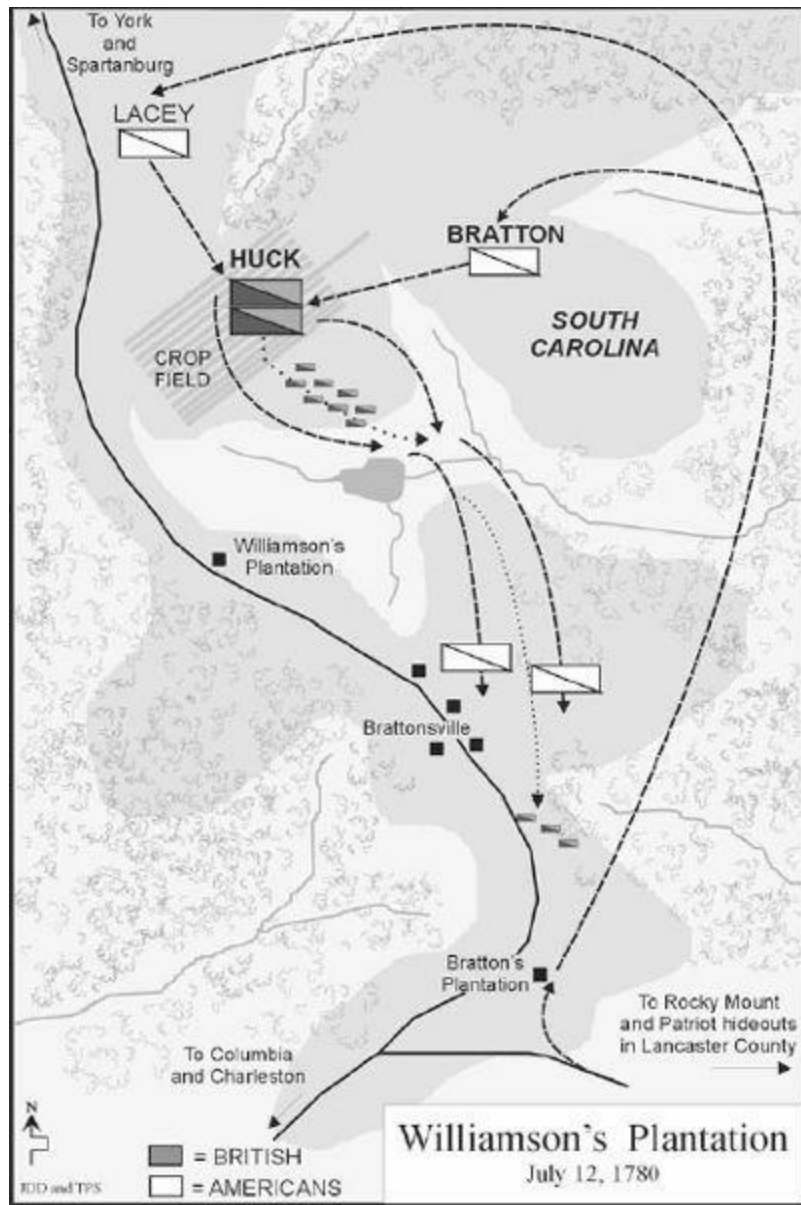 To York
and
Spartanburg
LACEY
BRATTON
HUCK
SOUTH
CAROLINA
CROP
FIELD
Williamson's
Plantation
Brattonsville
Bratton's
Plantation
To Rocky Mount
and Patriot hideouts
in Lancaster County
To Columbia
and Charleston
N
JDD and TPS
= BRITISH
= AMERICANS
Williamson's Plantation
July 12, 1780